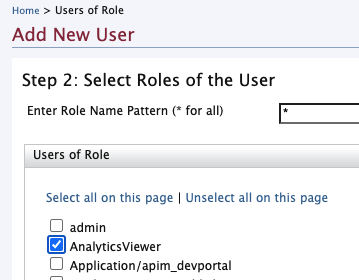 Home > Users of Role
Add New User
Step 2: Select Roles of the User
Enter Role Name Pattern (* for all)
*
Users of Role
Select all on this page | Unselect all on this page
admin
AnalyticsViewer
Application/apim_devportal